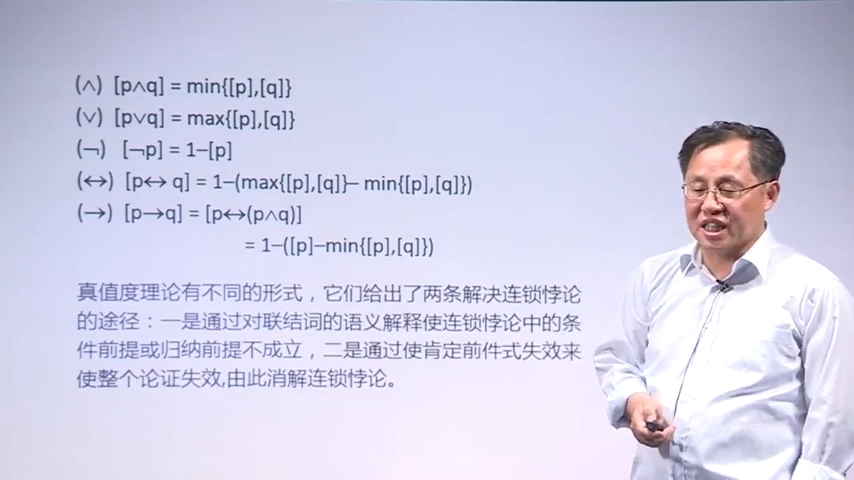 (∧) [p∧q] = min{[p],[q]}
(∨) [p∨q] = max{[p],[q]}
(¬) [¬p] = 1–[p]
(↔) [p↔ q] = 1–(max{[p],[q]}– min{[p],[q]})
(→) [p→q] = [p↔(p∧q)]
= 1–([p]–min{[p],[q]})
真值度理论有不同的形式，它们给出了两条解决连锁悖论
的途径：一是通过对联结词的语义解释使连锁悖论中的条
件前提或归纳前提不成立，二是通过使肯定前件式失效来
使整个论证失效,由此消解连锁悖论。